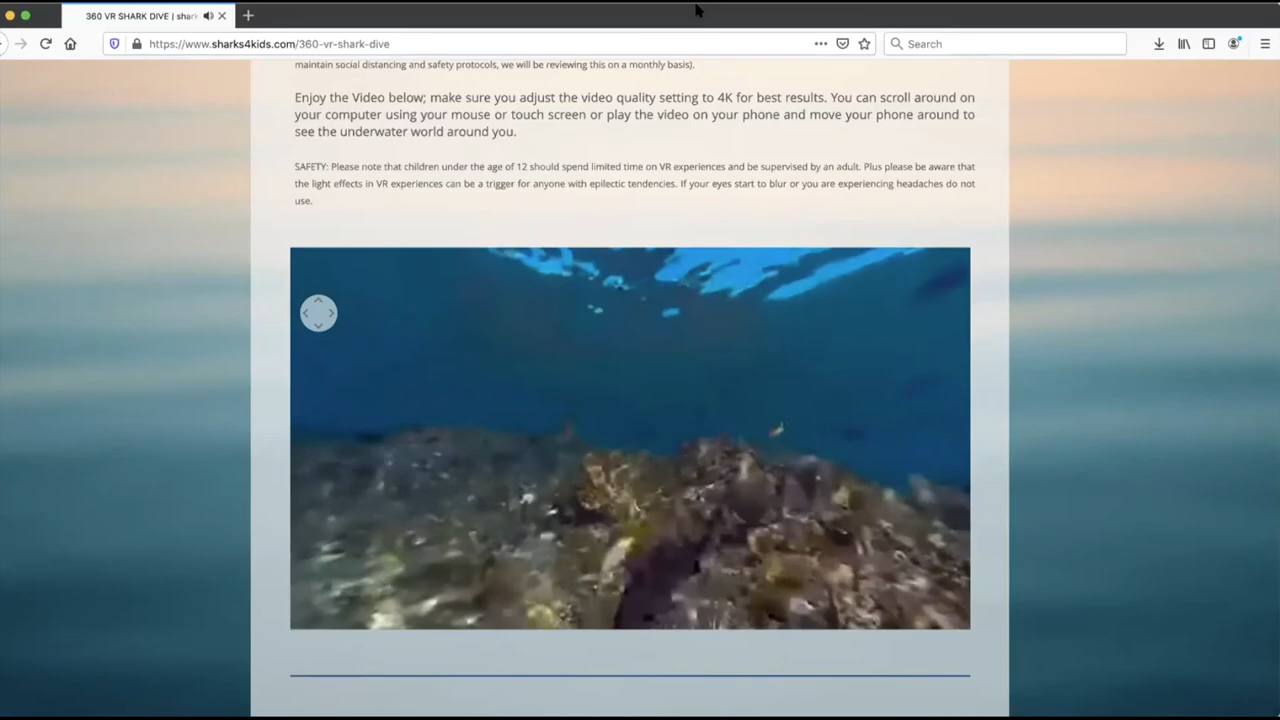 360 VR SHARK DIVE | shark
https://www.sharks4kids.com/360-vr-shark-dive
Search
maintain social distancing and safety protocols, we will be reviewing this on a monthly basis).
Enjoy the Video below; make sure you adjust the video quality setting to 4K for best results. You can scroll around on
your computer using your mouse or touch screen or play the video on your phone and move your phone around to
see the underwater world around you.
SAFETY: Please note that children under the age of 12 should spend limited time on VR experiences and be supervised by an adult. Plus please be aware that
the light effects in VR experiences can be a trigger for anyone with epilectic tendencies. If your eyes start to blur or you are experiencing headaches do not
use.